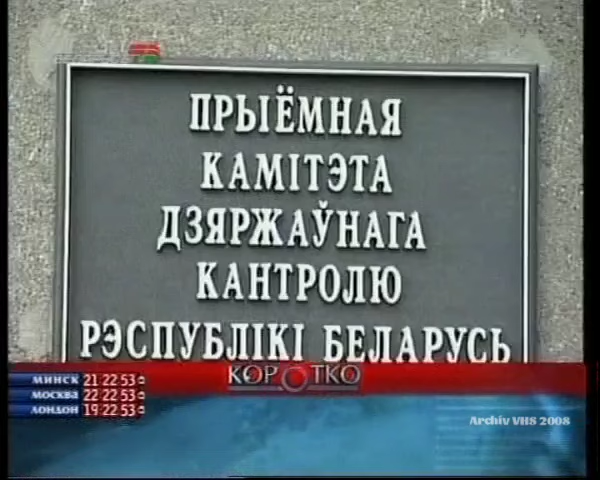 ПРЫЁМНАЯ
КАМІТЭТА
ДЗЯРЖАЎНАГА
КАНТРОЛЮ
РЭСПУБЛІКІ БЕЛАРУСЬ
КОРОТКО
МИНСК 21 22 53
МОСКВА 22 22 53
ЛОНДОН 19 22 53
Archiv VHS 2008